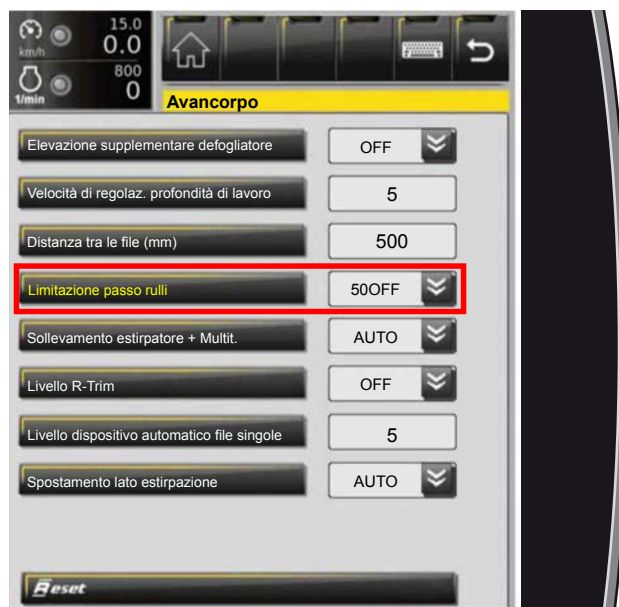 15.0
km/h 0.0
800
1/min 0
Avancorpo
Elevazione supplementare defogliatore OFF
Velocità di regolaz. profondità di lavoro 5
Distanza tra le file (mm) 500
Limitazione passo rulli 50OFF
Sollevamento estirpatore + Multit. AUTO
Livello R-Trim OFF
Livello dispositivo automatico file singole 5
Spostamento lato estirpazione AUTO
Reset